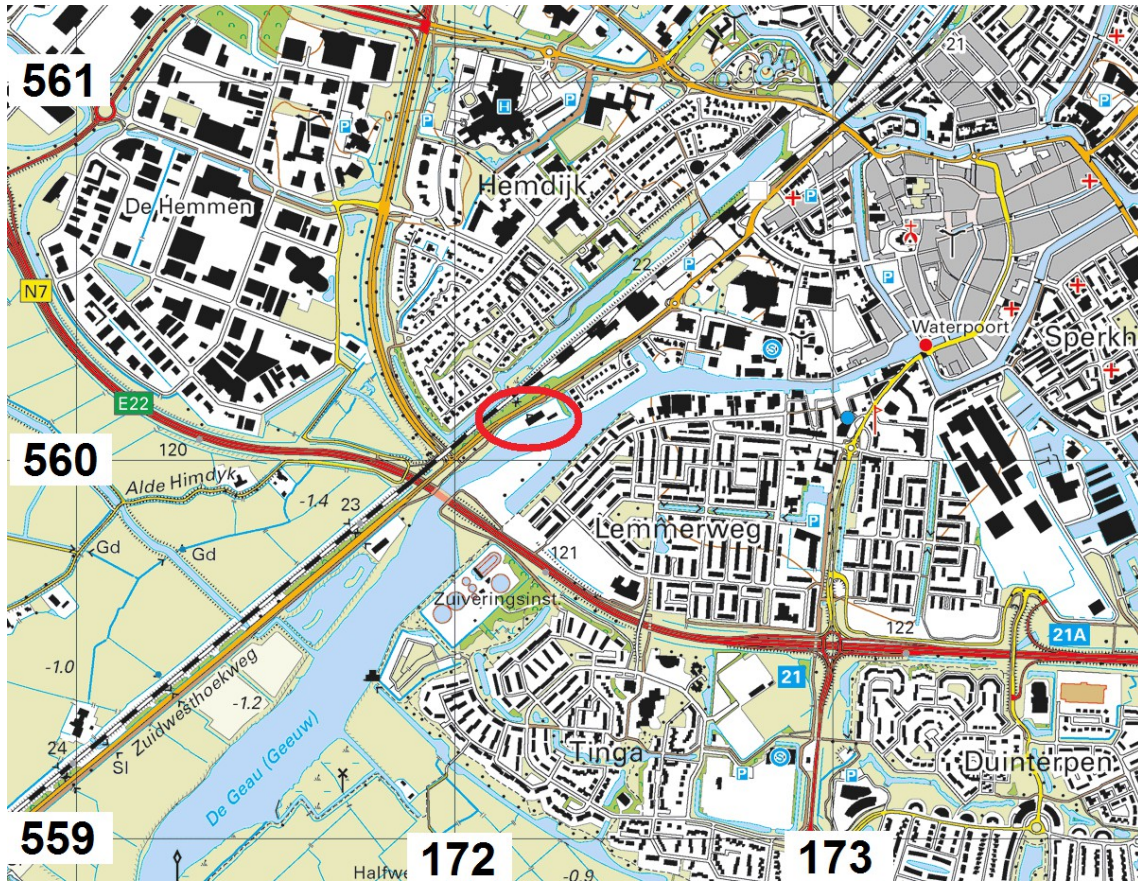 21
561
H
P
P
P
Hemdijk
De Hemmen
P
22
P
P
N7
Waterpoort
Sperkh
S
E22
120
560
Alde Himdyk
-1.4
23
Gd
Gd
Lemmerweg
P
121
Zuiveringsinst.
122
21A
-1.0
Zuidwesthoekweg
-1.2
21
24
Sl
De Geau (Geeuw)
Tinga
S
P
P
Duinterpen
559
172
173
Halfwe
-0.9